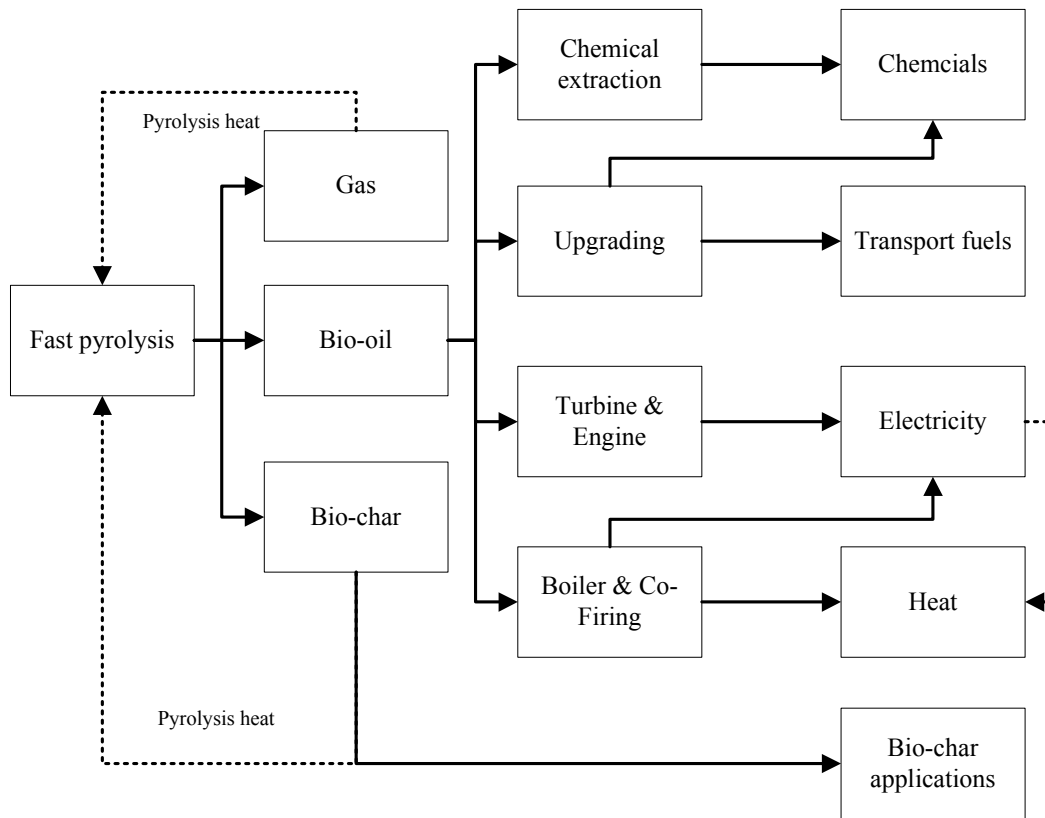 Chemical
extraction
Chemcials
Pyrolysis heat
Gas
Upgrading
Transport fuels
Fast pyrolysis
Bio-oil
Turbine &
Engine
Electricity
Bio-char
Boiler & Co-
Firing
Heat
Pyrolysis heat
Bio-char
applications